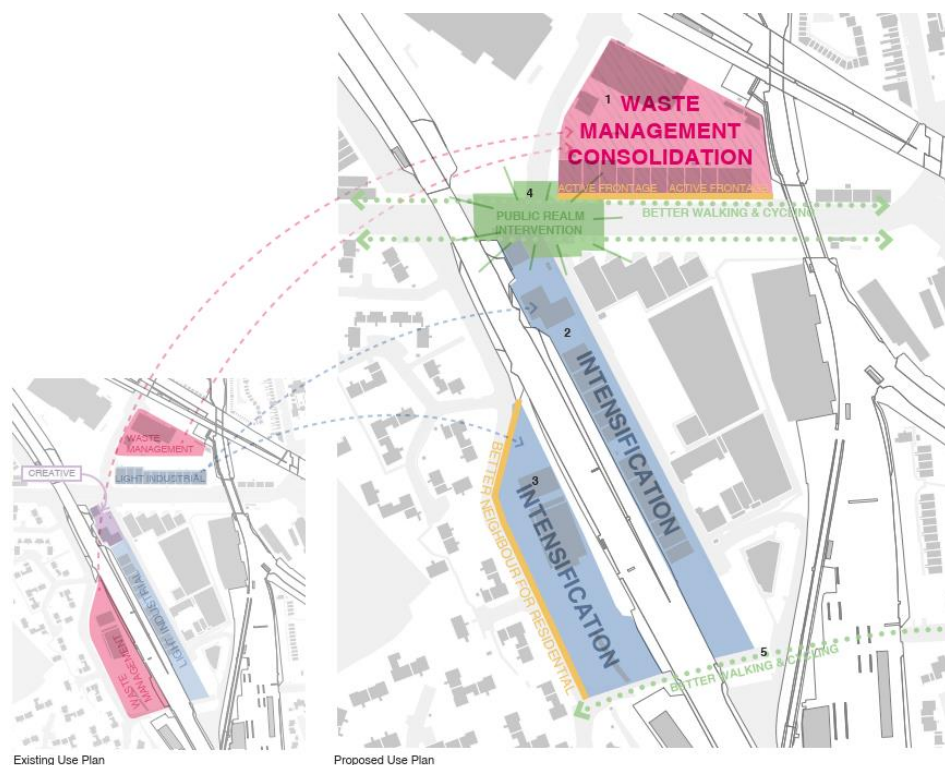 1
WASTE
MANAGEMENT
CONSOLIDATION
ACTIVE FRONTAGE
ACTIVE FRONTAGE
4
PUBLIC REALM
INTERVENTION
BETTER WALKING & CYCLING
2
INTENSIFICATION
3
INTENSIFICATION
BETTER NEIGHBOUR FOR RESIDENTIAL
5
BETTER WALKING & CYCLING
WASTE
MANAGEMENT
CREATIVE
LIGHT INDUSTRIAL
LIGHT INDUSTRIAL
WASTE
MANAGEMENT
Existing Use Plan
Proposed Use Plan